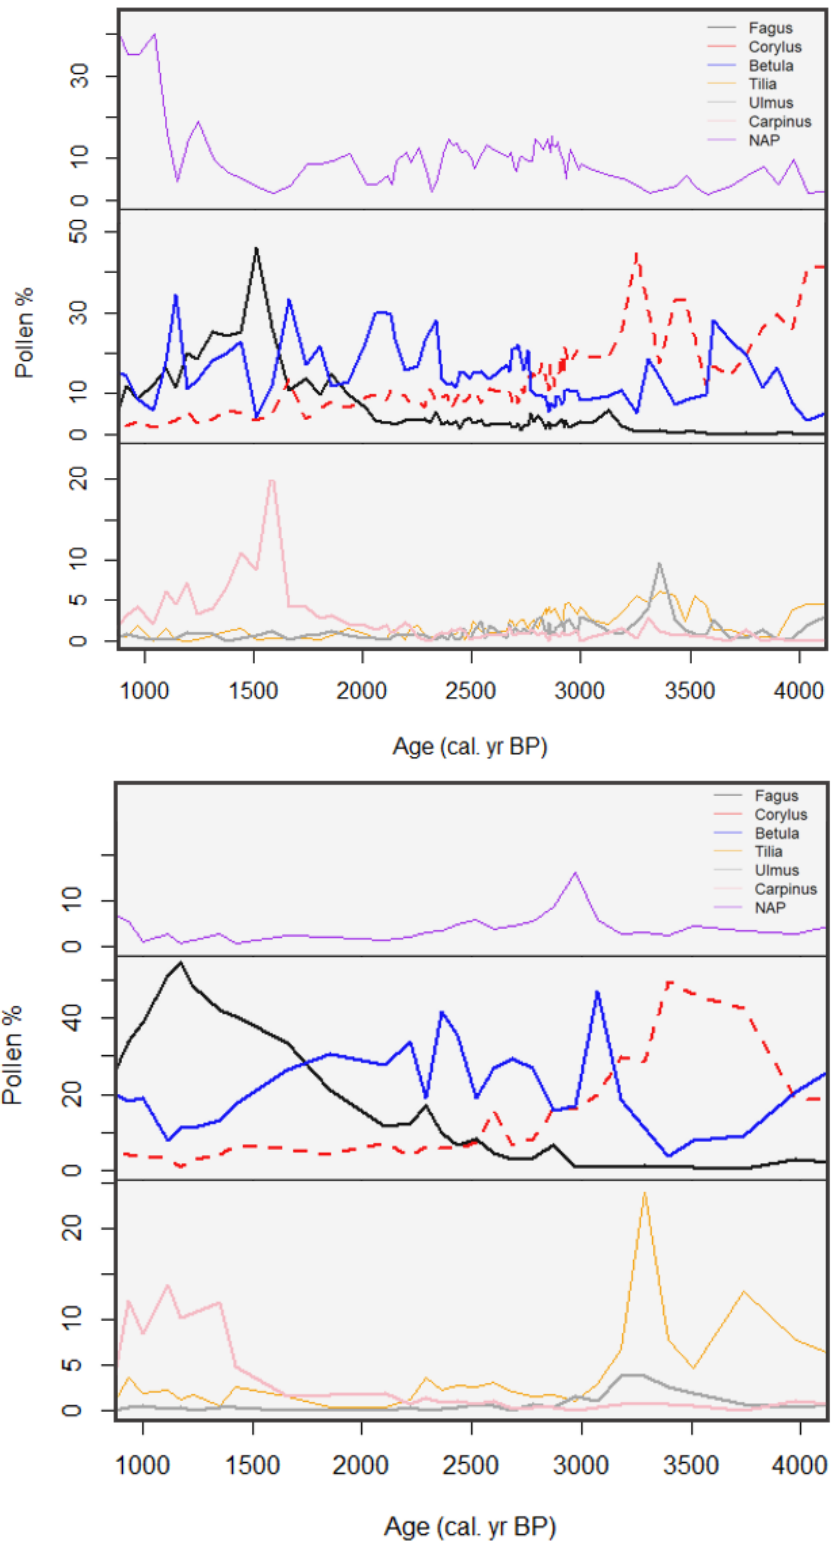 Fagus
Corylus
Betula
Tilia
Ulmus
Carpinus
NAP
30
10
0
50
30
10
0
20
10
5
0
Pollen %
1000 1500 2000 2500 3000 3500 4000
Age (cal. yr BP)
Fagus
Corylus
Betula
Tilia
Ulmus
Carpinus
NAP
10
0
40
20
0
20
10
5
0
Pollen %
1000 1500 2000 2500 3000 3500 4000
Age (cal. yr BP)